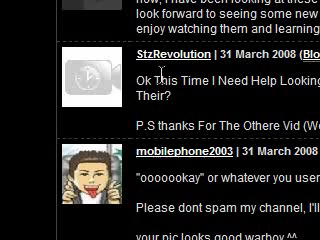 now, I have been looking at these
look forward to seeing some new
enjoy watching them and learning
StzRevolution | 31 March 2008 (Blo
Ok This Time I Need Help Looking
Their?
P.S thanks For The Othere Vid (We
mobilephone2003 | 31 March 2008
"ooooookay" or whatever you user
Please dont spam my channel, I'll
your pic looks good warboy ^^